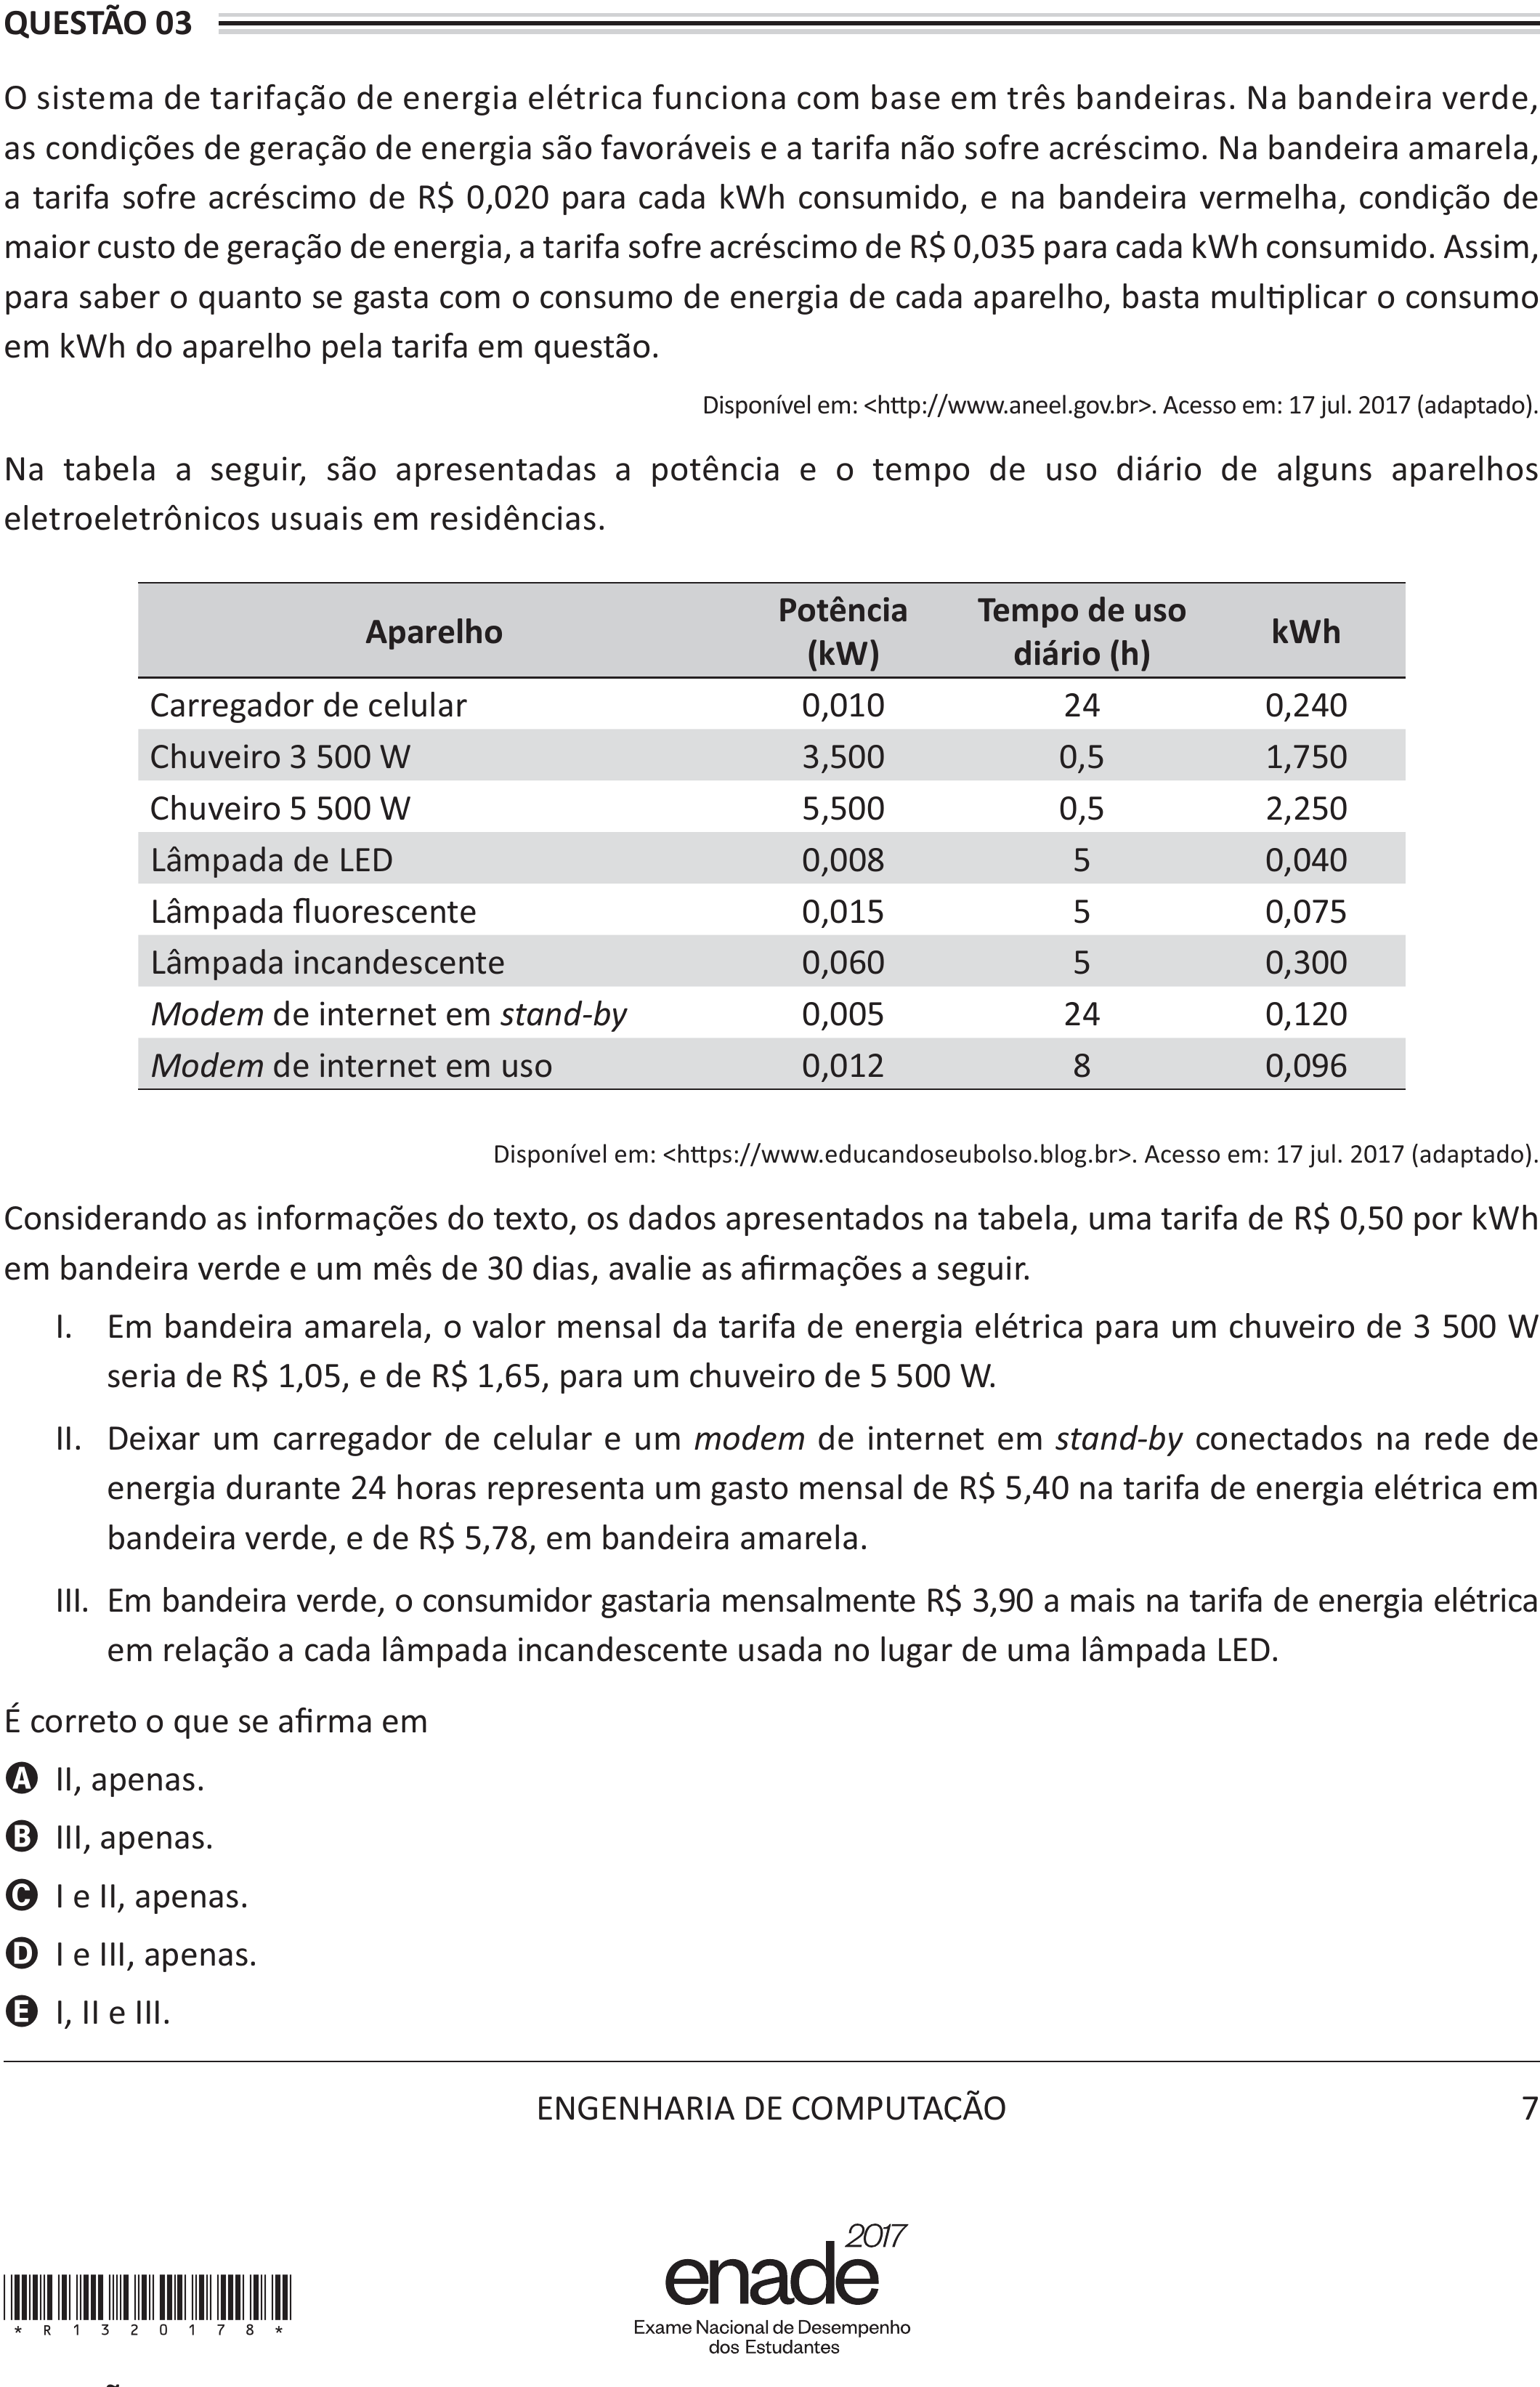 QUESTÃO 03
O sistema de tarifação de energia elétrica funciona com base em três bandeiras. Na bandeira verde,
as condições de geração de energia são favoráveis e a tarifa não sofre acréscimo. Na bandeira amarela,
a tarifa sofre acréscimo de R$ 0,020 para cada kWh consumido, e na bandeira vermelha, condição de
maior custo de geração de energia, a tarifa sofre acréscimo de R$ 0,035 para cada kWh consumido. Assim,
para saber o quanto se gasta com o consumo de energia de cada aparelho, basta multiplicar o consumo
em kWh do aparelho pela tarifa em questão.
Disponível em: <http://www.aneel.gov.br>. Acesso em: 17 jul. 2017 (adaptado).
Na tabela a seguir, são apresentadas a potência e o tempo de uso diário de alguns aparelhos
eletroeletrônicos usuais em residências.
Aparelho Potência (kW) Tempo de uso diário (h) kWh
Carregador de celular 0,010 24 0,240
Chuveiro 3 500 W 3,500 0,5 1,750
Chuveiro 5 500 W 5,500 0,5 2,250
Lâmpada de LED 0,008 5 0,040
Lâmpada fluorescente 0,015 5 0,075
Lâmpada incandescente 0,060 5 0,300
Modem de internet em stand-by 0,005 24 0,120
Modem de internet em uso 0,012 8 0,096
Disponível em: <https://www.educandoseubolso.blog.br>. Acesso em: 17 jul. 2017 (adaptado).
Considerando as informações do texto, os dados apresentados na tabela, uma tarifa de R$ 0,50 por kWh
em bandeira verde e um mês de 30 dias, avalie as afirmações a seguir.
I. Em bandeira amarela, o valor mensal da tarifa de energia elétrica para um chuveiro de 3 500 W
seria de R$ 1,05, e de R$ 1,65, para um chuveiro de 5 500 W.
II. Deixar um carregador de celular e um modem de internet em stand-by conectados na rede de
energia durante 24 horas representa um gasto mensal de R$ 5,40 na tarifa de energia elétrica em
bandeira verde, e de R$ 5,78, em bandeira amarela.
III. Em bandeira verde, o consumidor gastaria mensalmente R$ 3,90 a mais na tarifa de energia elétrica
em relação a cada lâmpada incandescente usada no lugar de uma lâmpada LED.
É correto o que se afirma em
A II, apenas.
B III, apenas.
C I e II, apenas.
D I e III, apenas.
E I, II e III.
ENGENHARIA DE COMPUTAÇÃO 7
enade 2017
Exame Nacional de Desempenho
dos Estudantes
* R 1 3 2 0 1 7 8 *